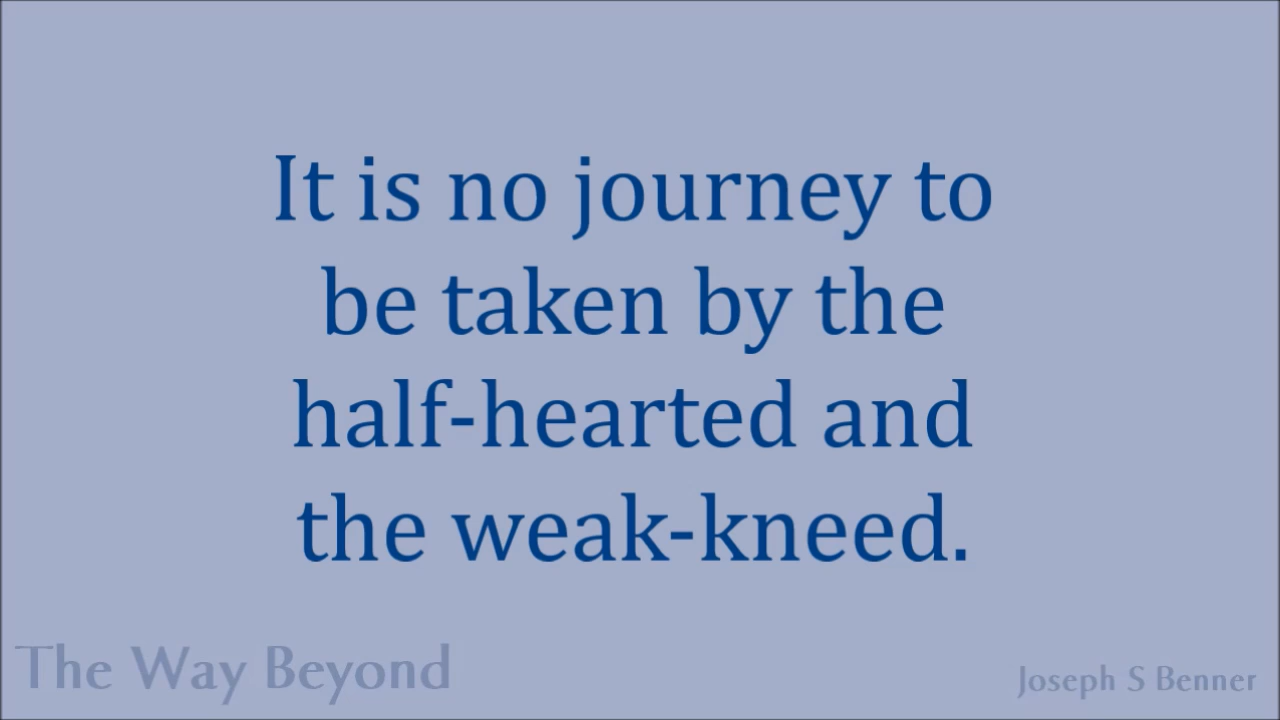 It is no journey to
be taken by the
half-hearted and
the weak-kneed.
The Way Beyond
Joseph S Benner